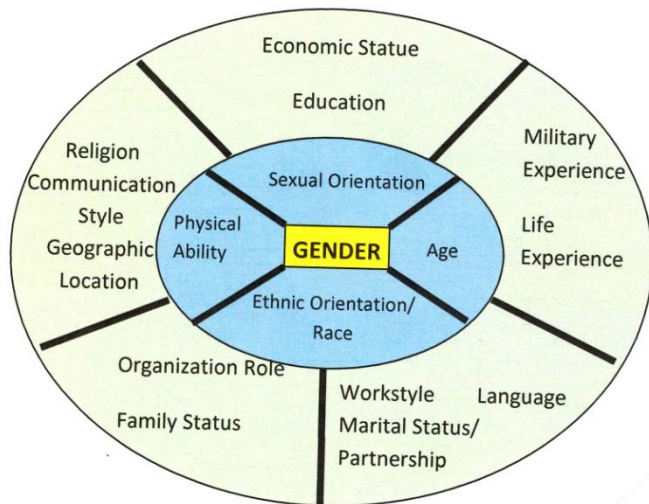 Economic Statue
Education
Military
Experience
Life
Experience
Religion
Communication
Style
Geographic
Location
Sexual Orientation
Physical
Ability
GENDER
Age
Ethnic Orientation/
Race
Organization Role
Family Status
Workstyle
Language
Marital Status/
Partnership